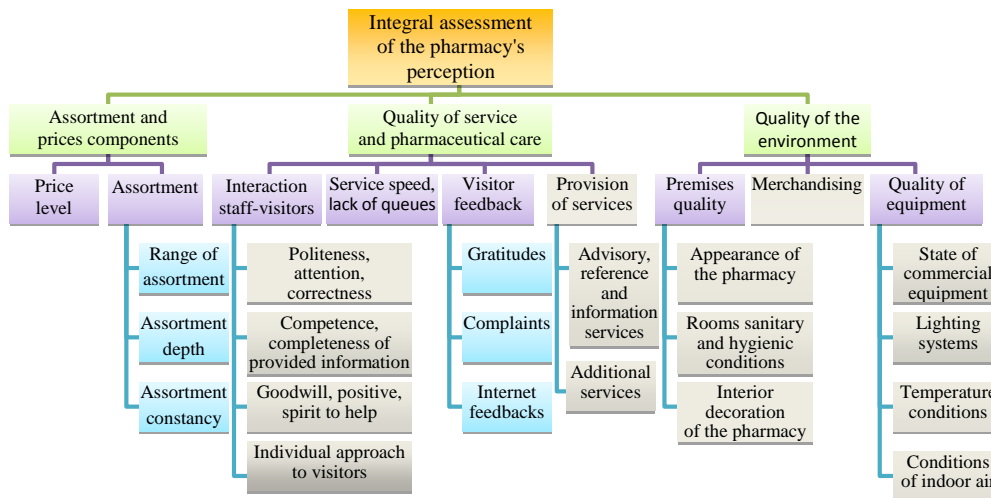 Integral assessment
of the pharmacy's
perception
Assortment and
prices components
Quality of service
and pharmaceutical care
Quality of the
environment
Price
level
Assortment
Interaction
staff-visitors
Service speed,
lack of queues
Visitor
feedback
Provision
of services
Premises
quality
Merchandising
Quality of
equipment
Range of
assortment
Assortment
depth
Assortment
constancy
Politeness,
attention,
correctness
Competence,
completeness of
provided information
Goodwill, positive,
spirit to help
Individual approach
to visitors
Gratitudes
Complaints
Internet
feedbacks
Advisory,
reference
and
information
services
Additional
services
Appearance
of the pharmacy
Rooms sanitary
and hygienic
conditions
Interior
decoration
of the pharmacy
State of
commercial
equipment
Lighting
systems
Temperature
conditions
Conditions
of indoor air